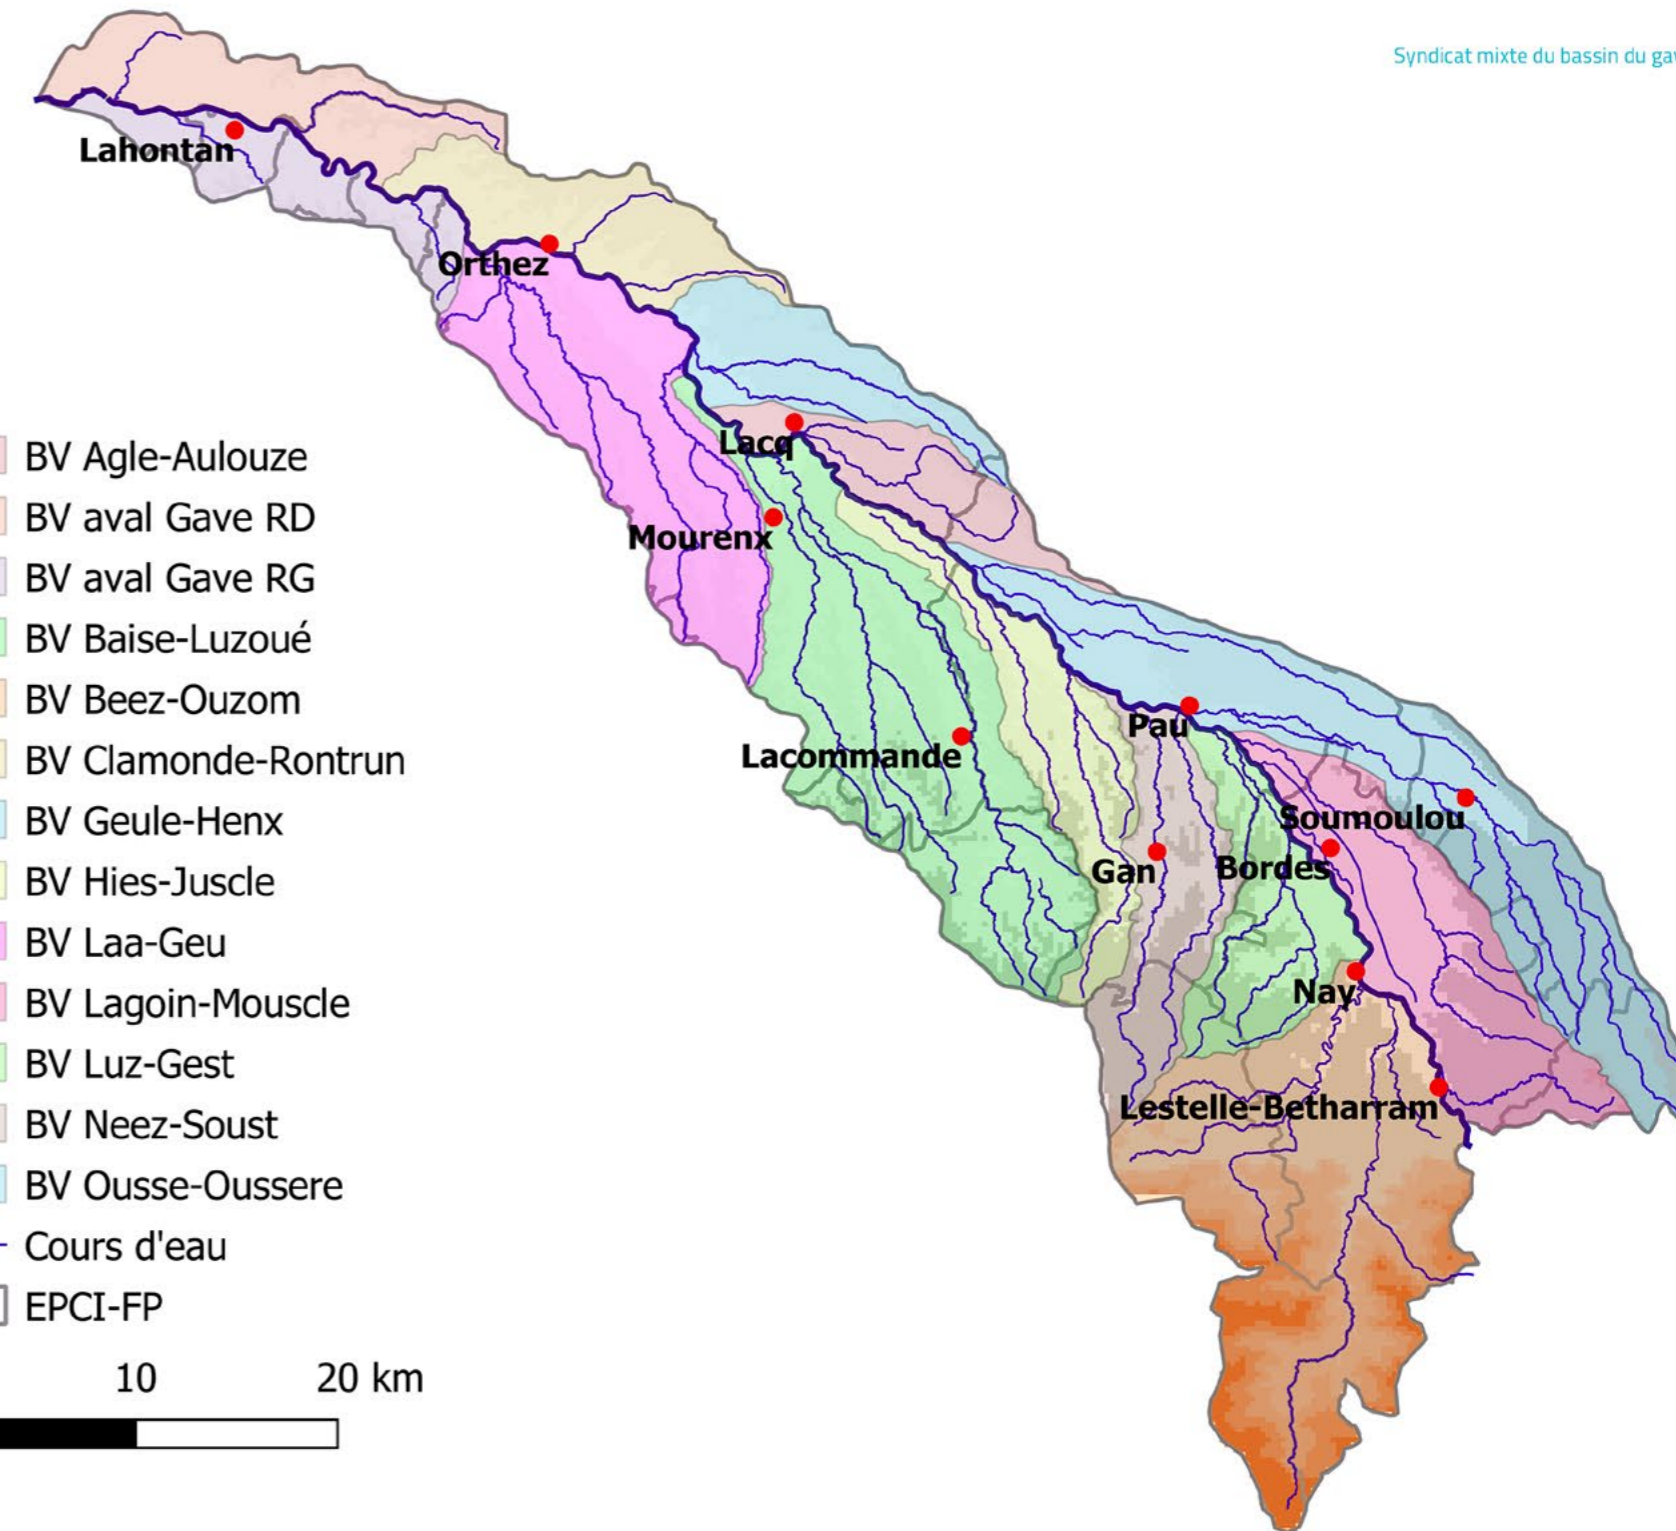 Syndicat mixte du bassin du gav
Lahontan
Orthez
Lacq
Mourenx
Pau
Lacommande
Soumoulou
Gan
Bordes
Nay
Lestelle-Betharram
BV Agle-Aulouze
BV aval Gave RD
BV aval Gave RG
BV Baise-Luzoué
BV Beez-Ouzom
BV Clamonde-Rontrun
BV Geule-Henx
BV Hies-Juscle
BV Laa-Geu
BV Lagoin-Mouscle
BV Luz-Gest
BV Neez-Soust
BV Ousse-Oussere
Cours d'eau
EPCI-FP
10 20 km